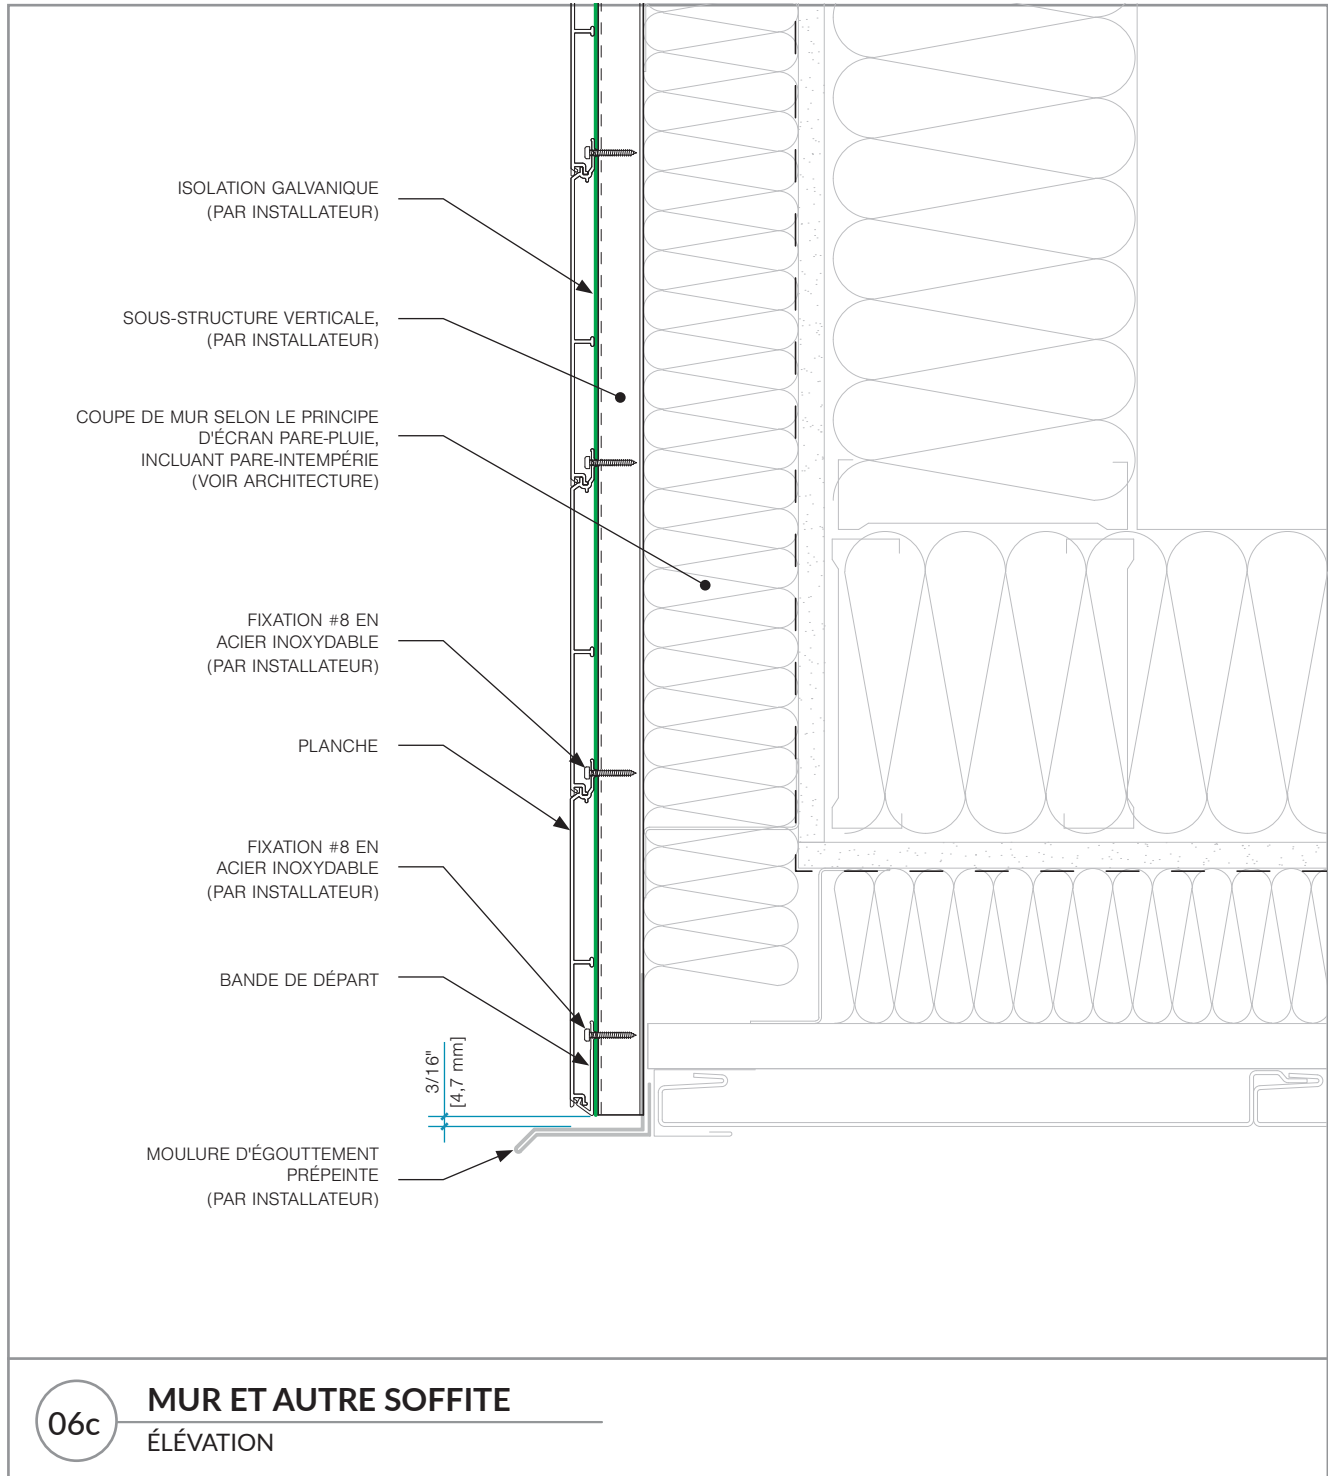 ISOLATION GALVANIQUE
(PAR INSTALLATEUR)
SOUS-STRUCTURE VERTICALE,
(PAR INSTALLATEUR)
COUPE DE MUR SELON LE PRINCIPE
D'ÉCRAN PARE-PLUIE,
INCLUANT PARE-INTEMPÉRIE
(VOIR ARCHITECTURE)
FIXATION #8 EN
ACIER INOXYDABLE
(PAR INSTALLATEUR)
PLANCHE
FIXATION #8 EN
ACIER INOXYDABLE
(PAR INSTALLATEUR)
BANDE DE DÉPART
3/16"
[4,7 mm]
MOULURE D'ÉGOUTTEMENT
PRÉPEINTE
(PAR INSTALLATEUR)
06c
MUR ET AUTRE SOFFITE
ÉLÉVATION